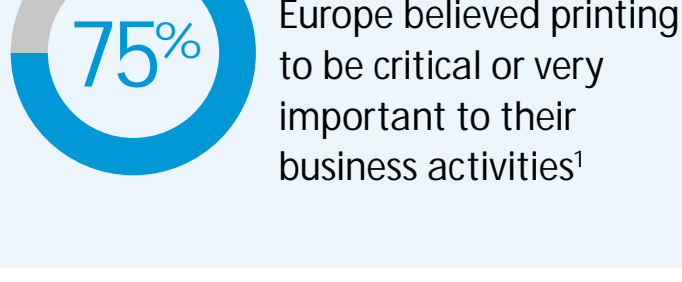 75%
Europe believed printing
to be critical or very
important to their
business activities¹